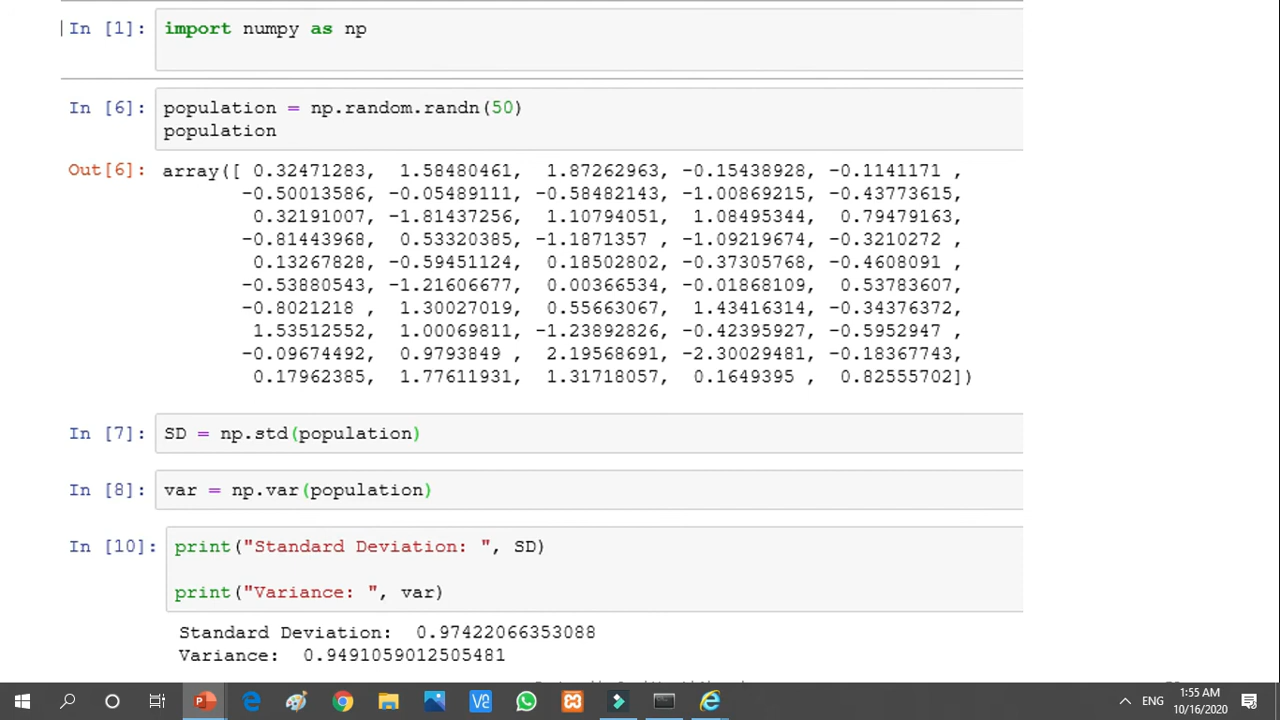 In [1]: import numpy as np
In [6]: population = np.random.randn(50)
population
Out[6]: array([ 0.32471283, 1.58480461, 1.87262963, -0.15438928, -0.1141171 ,
-0.50013586, -0.05489111, -0.58482143, -1.00869215, -0.43773615,
0.32191007, -1.81437256, 1.10794051, 1.08495344, 0.79479163,
-0.81443968, 0.53320385, -1.1871357 , -1.09219674, -0.3210272 ,
0.13267828, -0.59451124, 0.18502802, -0.37305768, -0.4608091 ,
-0.53880543, -1.21606677, 0.00366534, -0.01868109, 0.53783607,
-0.8021218 , 1.30027019, 0.55663067, 1.43416314, -0.34376372,
1.53512552, 1.00069811, -1.23892826, -0.42395927, -0.5952947 ,
-0.09674492, 0.9793849 , 2.19568691, -2.30029481, -0.18367743,
0.17962385, 1.77611931, 1.31718057, 0.1649395 , 0.82555702])
In [7]: SD = np.std(population)
In [8]: var = np.var(population)
In [10]: print("Standard Deviation: ", SD)
print("Variance: ", var)
Standard Deviation: 0.97422066353088
Variance: 0.9491059012505481
ENG
1:55 AM
10/16/2020